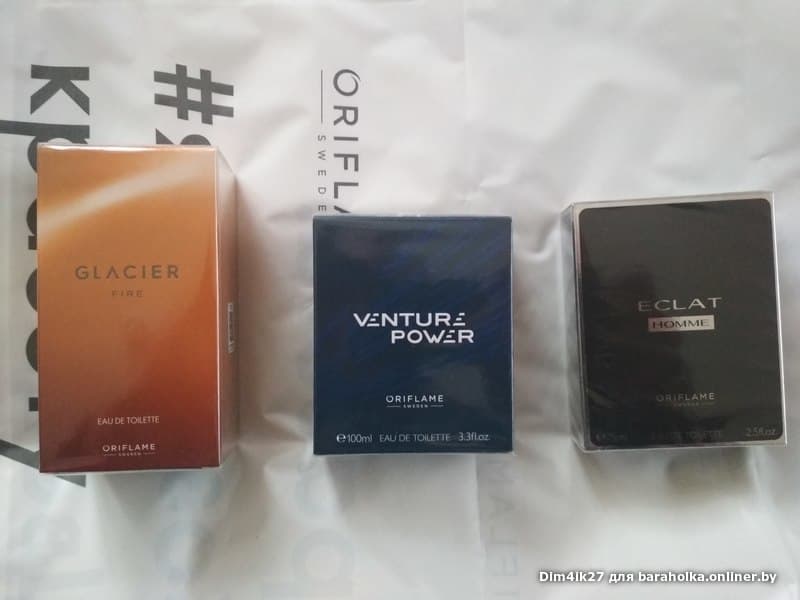 #
ORIFLA
SWEDE
GLACIER
FIRE
EAU DE TOILETTE
ORIFLAME
SWEDEN
VENTURE
POWER
ORIFLAME
SWEDEN
℮100ml EAU DE TOILETTE 3.3fl.oz.
ECLAT
HOMME
ORIFLAME
SWEDEN
2.5fl.oz.
Dim4ik27 для baraholka.onliner.by